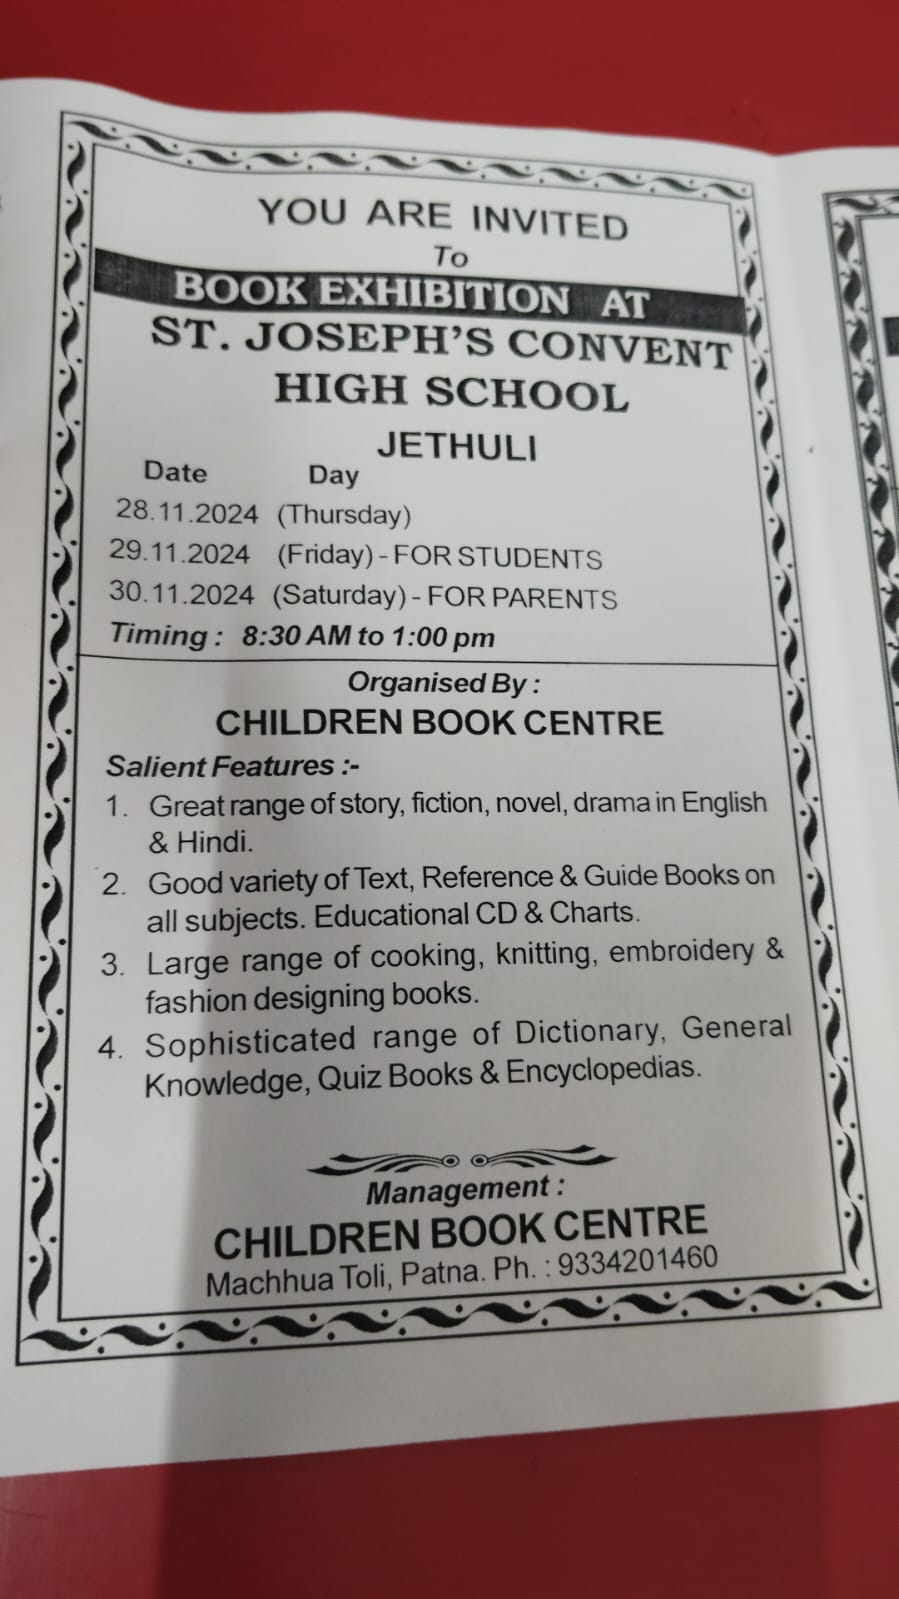 YOU ARE INVITED
To
BOOK EXHIBITION AT
ST. JOSEPH'S CONVENT
HIGH SCHOOL
JETHULI
Date Day
28.11.2024 (Thursday)
29.11.2024 (Friday) - FOR STUDENTS
30.11.2024 (Saturday) - FOR PARENTS
Timing : 8:30 AM to 1:00 pm
Organised By :
CHILDREN BOOK CENTRE
Salient Features :-
1. Great range of story, fiction, novel, drama in English
& Hindi.
2. Good variety of Text, Reference & Guide Books on
all subjects. Educational CD & Charts.
3. Large range of cooking, knitting, embroidery &
fashion designing books.
4. Sophisticated range of Dictionary, General
Knowledge, Quiz Books & Encyclopedias.
Management :
CHILDREN BOOK CENTRE
Machhua Toli, Patna. Ph. : 9334201460